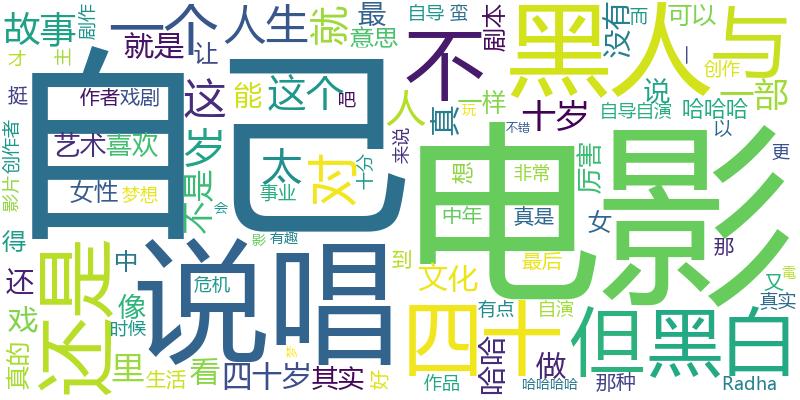 故事
一个
人生
就
最
自导
蛮
剧本
没有
而
可以
才
主
副作
就是
让
意思
不
黑人
与
挺
作者
戏剧
这
能
这个
吧
人
真
一样
玩
十岁
说
一
创作
一部
自导自演
哈哈哈
创作者
自己
电影
艺术
喜欢
岁
太
对
来说
不错
以
影片
女性
梦想
不是
事业
十分
想
非常
厉害
更
得
会
影
有趣
中年
真是
女
那
还
中
还是
说唱
危机
到
文化
最后
又
电
戏
像
时候
有点
自演
四十
但
黑白
真实
真的
里
生活
看
四十岁
其实
梦
好
作品
哈哈
做
哈哈哈哈
那种
Radha